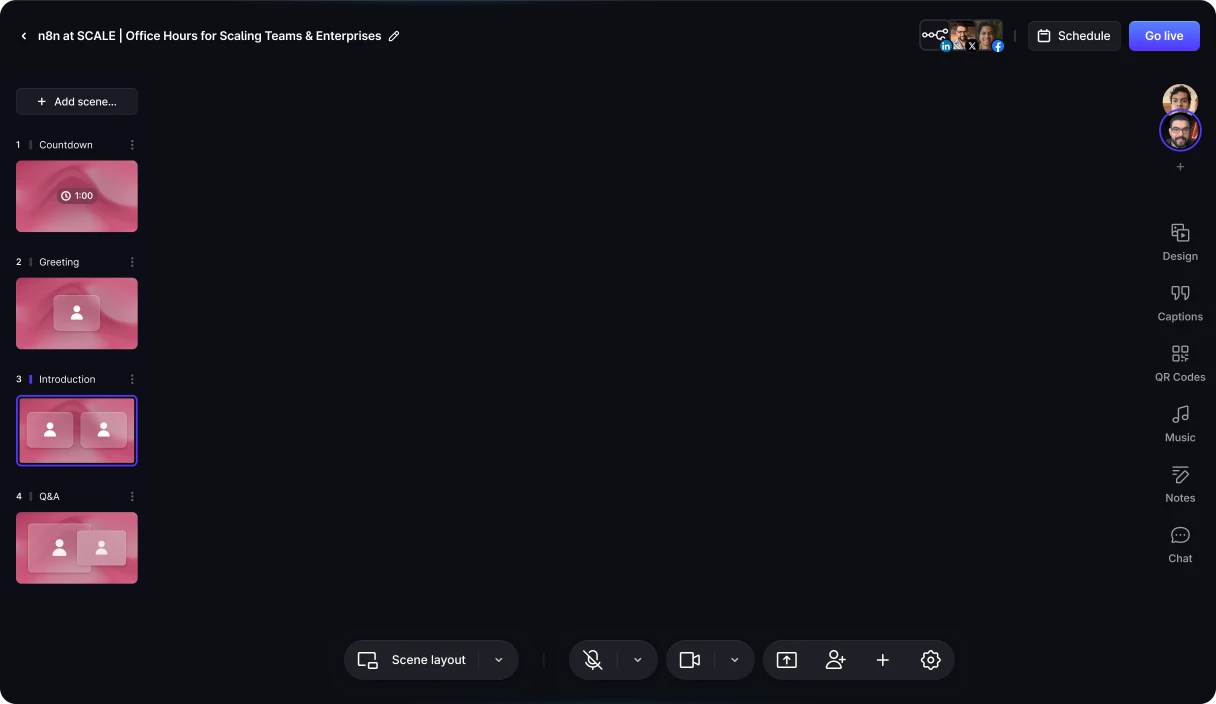 n8n at SCALE | Office Hours for Scaling Teams & Enterprises
in
X
f
Schedule
Go live
+ Add scene...
1 Countdown
1:00
2 Greeting
3 Introduction
4 Q&A
+
Design
Captions
QR Codes
Music
Notes
Chat
Scene layout